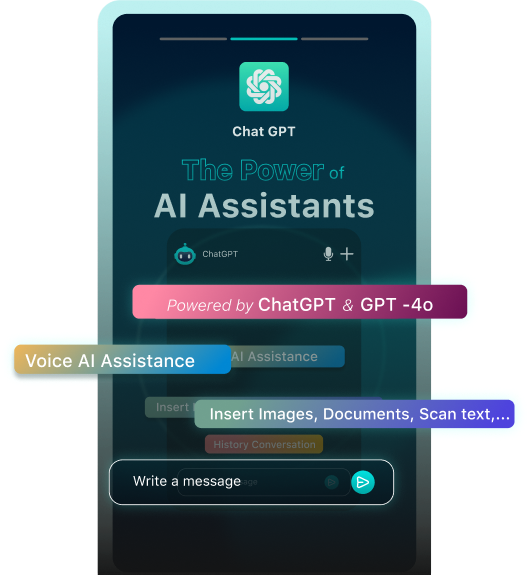 Chat GPT
The Power of
AI Assistants
ChatGPT
Powered by ChatGPT & GPT -4o
Voice AI Assistance
AI Assistance
Insert
Insert Images, Documents, Scan text,...
History Conversation
Write a message